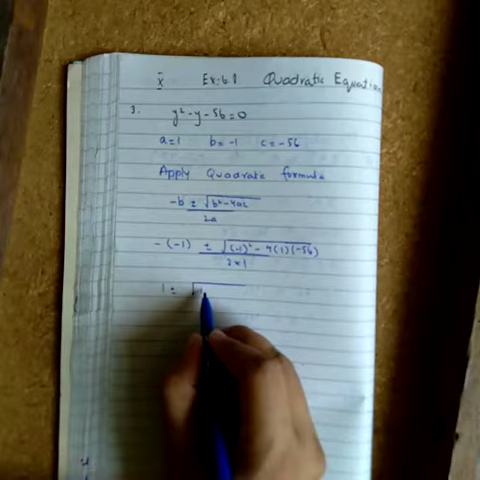 Ex:6.1 Quadratic Equation
3.
y²-y-56=0
a=1 b=-1 c=-56
Apply Quadrate formula
-b ± √b²-4ac
2a
-(-1) ± √(-1)² - 4(1)(-56)
2×1
1 ± √